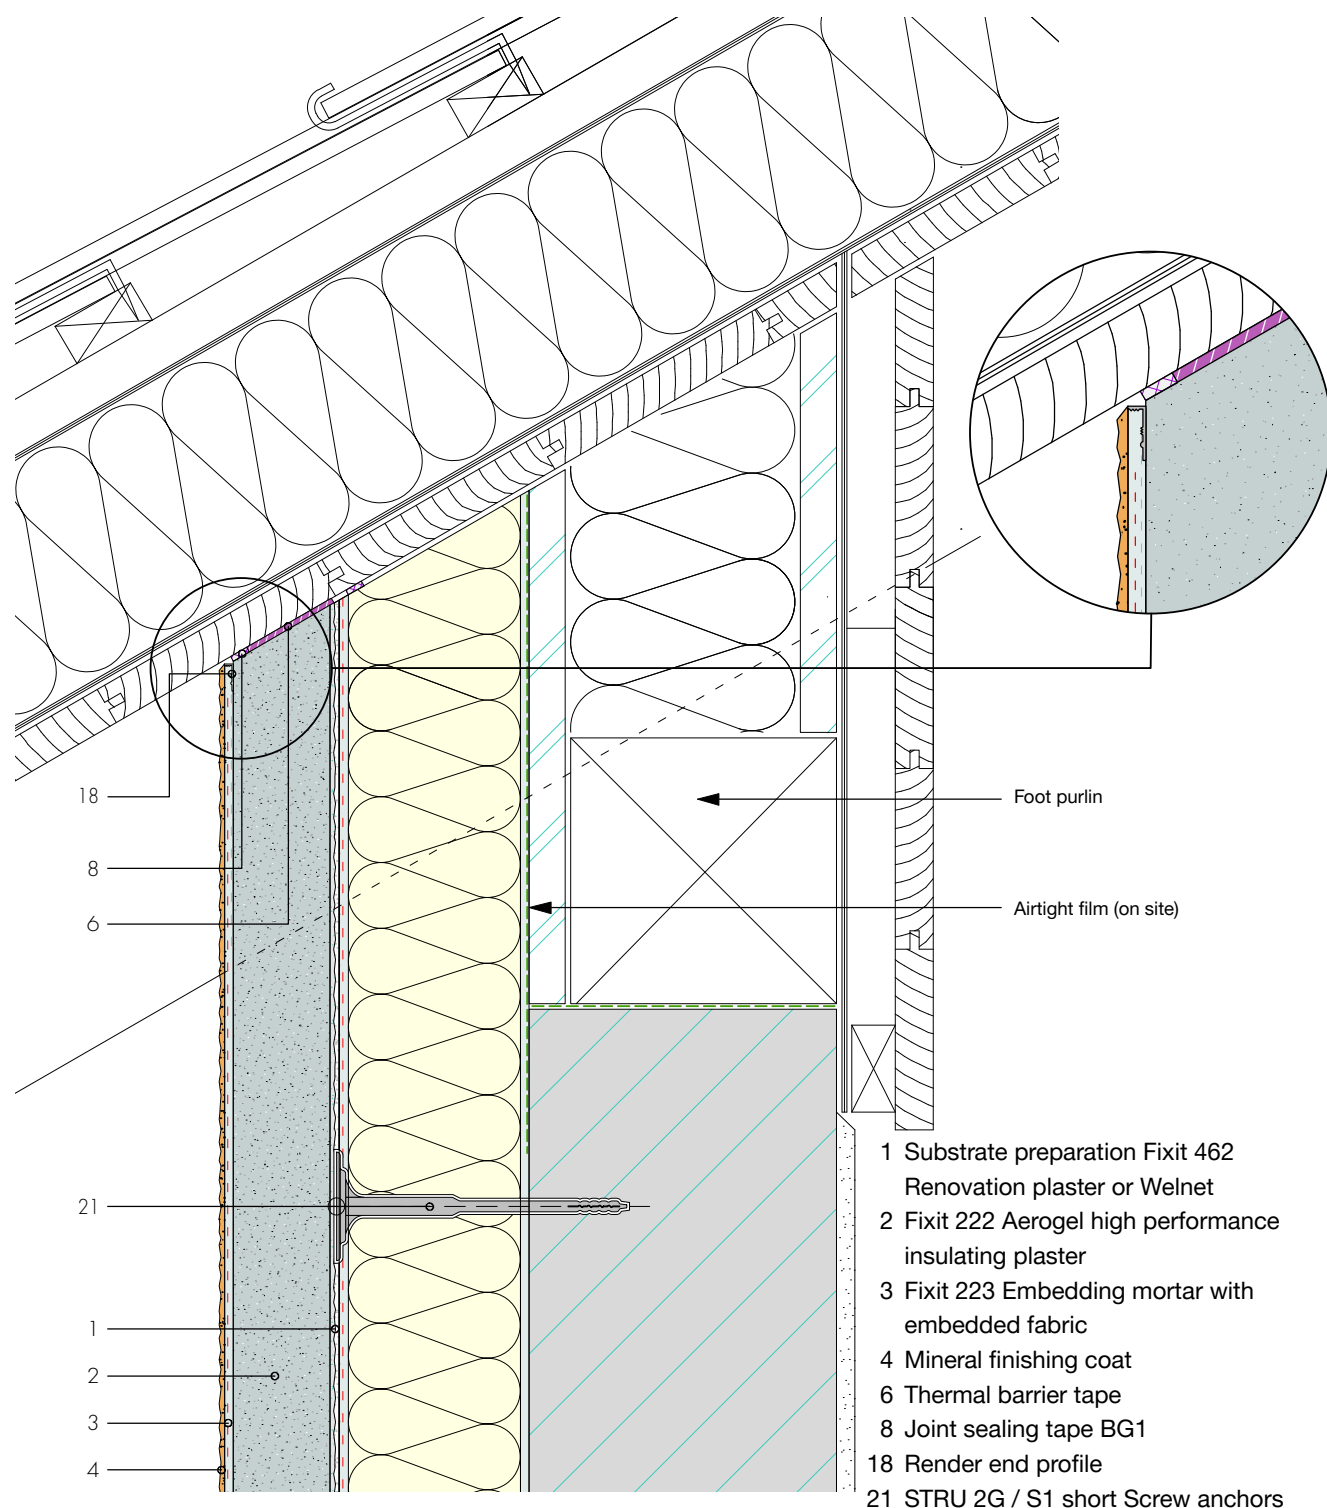 18
8
6
Foot purlin
Airtight film (on site)
21
1
2
3
4
1 Substrate preparation Fixit 462
Renovation plaster or Welnet
2 Fixit 222 Aerogel high performance
insulating plaster
3 Fixit 223 Embedding mortar with
embedded fabric
4 Mineral finishing coat
6 Thermal barrier tape
8 Joint sealing tape BG1
18 Render end profile
21 STRU 2G / S1 short Screw anchors